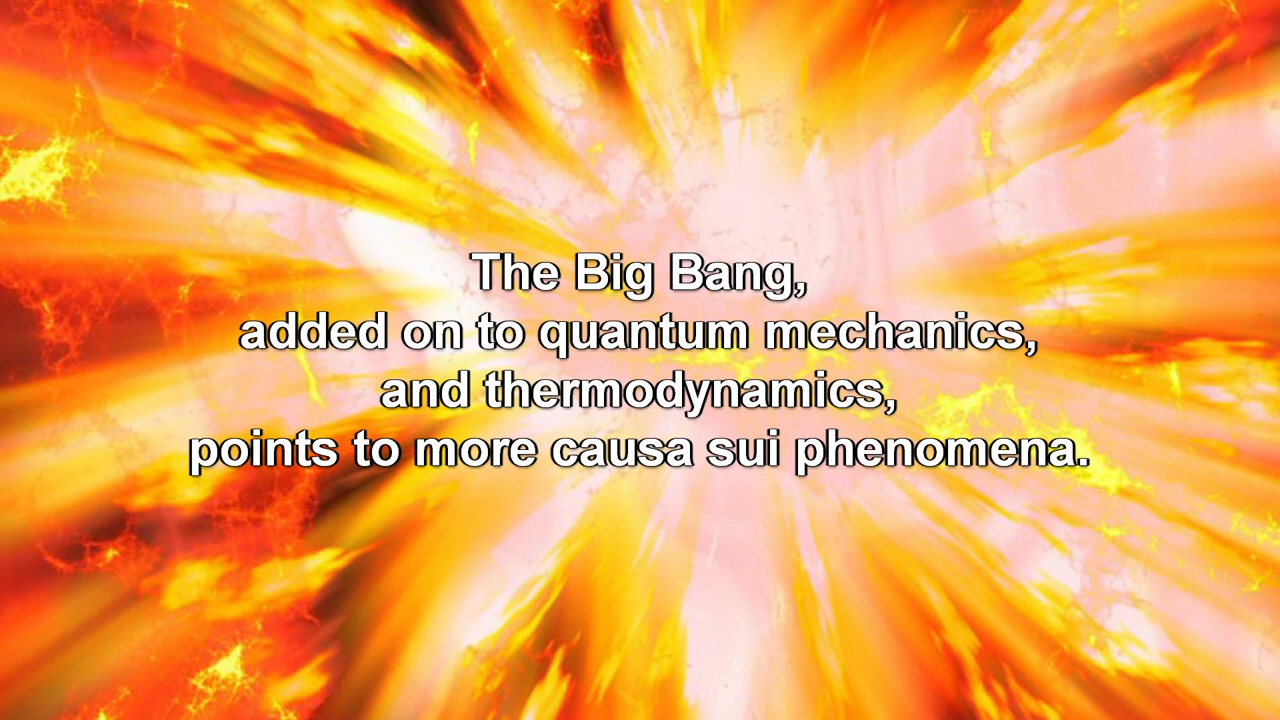 The Big Bang,
added on to quantum mechanics,
and thermodynamics,
points to more causa sui phenomena.